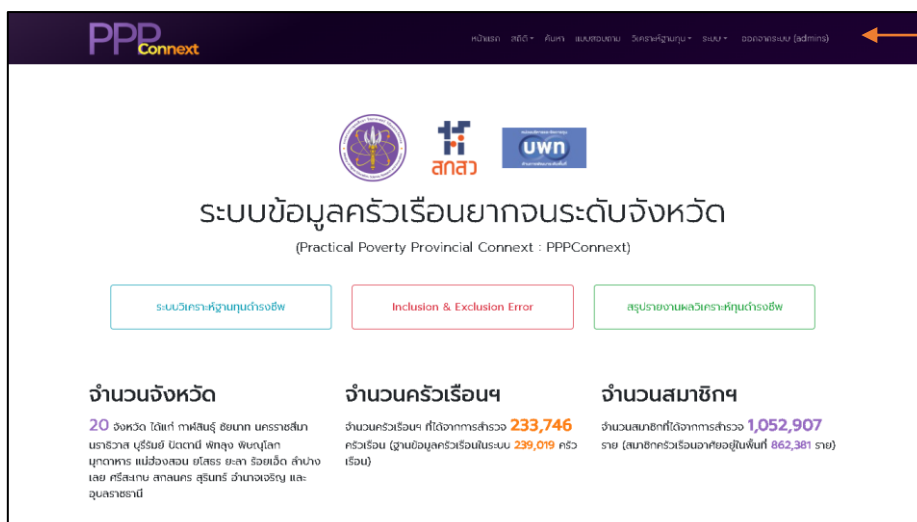 PPP
Connext
หน้าแรก สถิติ ค้นหา แบบสอบถาม วิเคราะห์ฐานทุน ระบบ ออกจากระบบ (admins)
สกสว
บพท
ระบบข้อมูลครัวเรือนยากจนระดับจังหวัด
(Practical Poverty Provincial Connext : PPPConnext)
ระบบวิเคราะห์ฐานทุนดำรงชีพ
Inclusion & Exclusion Error
สรุปรายงานผลวิเคราะห์ทุนดำรงชีพ
จำนวนจังหวัด
20 จังหวัด ได้แก่ กาฬสินธุ์ ชัยนาท นครราชสีมา
นราธิวาส บุรีรัมย์ ปัตตานี พัทลุง พิษณุโลก
มุกดาหาร แม่ฮ่องสอน ยโสธร ยะลา ร้อยเอ็ด ลำปาง
เลย ศรีสะเกษ สกลนคร สุรินทร์ อำนาจเจริญ และ
อุบลราชธานี
จำนวนครัวเรือนฯ
จำนวนครัวเรือนฯ ที่ได้จากการสำรวจ 233,746
ครัวเรือน (ฐานข้อมูลครัวเรือนในระบบ 239,019 ครัว
เรือน)
จำนวนสมาชิกฯ
จำนวนสมาชิกที่ได้จากการสำรวจ 1,052,907
ราย (สมาชิกครัวเรือนอาศัยอยู่ในพื้นที่ 862,381 ราย)